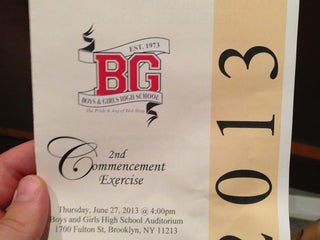 EST. 1973
BG
BOYS & GIRLS HIGH SCHOOL
The Pride & Joy of Bed Stuy
2nd
Commencement
Exercise
Thursday, June 27, 2013 @ 4:00pm
Boys and Girls High School Auditorium
1700 Fulton St, Brooklyn, NY 11213
2013